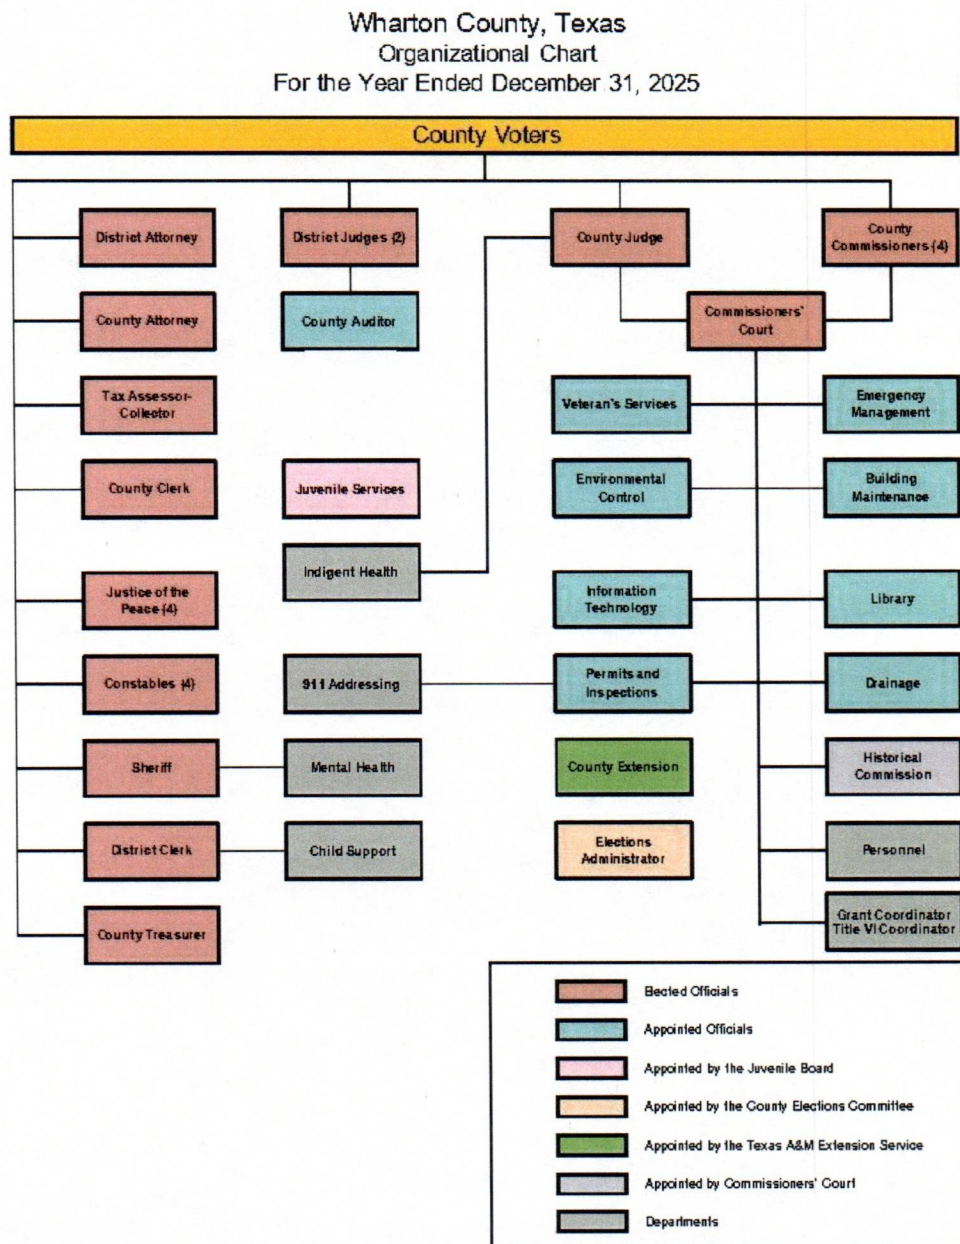 Wharton County, Texas
Organizational Chart
For the Year Ended December 31, 2025
County Voters
District Attorney
District Judges (2)
County Judge
County
Commissioners (4)
County Attorney
County Auditor
Commissioners'
Court
Tax Assessor-
Collector
Veteran's Services
Emergency
Management
County Clerk
Juvenile Services
Environmental
Control
Building
Maintenance
Indigent Health
Justice of the
Peace (4)
Information
Technology
Library
Constables (4)
911 Addressing
Permits and
Inspections
Drainage
Sheriff
Mental Health
County Extension
Historical
Commission
District Clerk
Child Support
Elections
Administrator
Personnel
County Treasurer
Grant Coordinator
Title VI Coordinator
Elected Officials
Appointed Officials
Appointed by the Juvenile Board
Appointed by the County Elections Committee
Appointed by the Texas A&M Extension Service
Appointed by Commissioners' Court
Departments